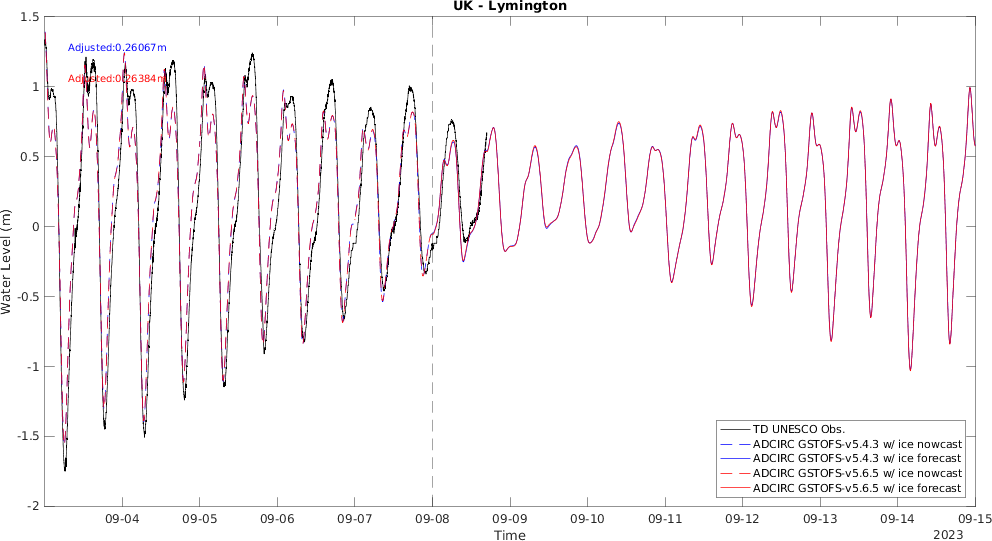 UK - Lymington
1.5
1
0.5
0
-0.5
-1
-1.5
-2
Water Level (m)
Adjusted:0.26067m
Adjusted:0.26384m
TD UNESCO Obs.
ADCIRC GSTOFS-v5.4.3 w/ ice nowcast
ADCIRC GSTOFS-v5.4.3 w/ ice forecast
ADCIRC GSTOFS-v5.6.5 w/ ice nowcast
ADCIRC GSTOFS-v5.6.5 w/ ice forecast
09-04 09-05 09-06 09-07 09-08 09-09 09-10 09-11 09-12 09-13 09-14 09-15
Time
2023